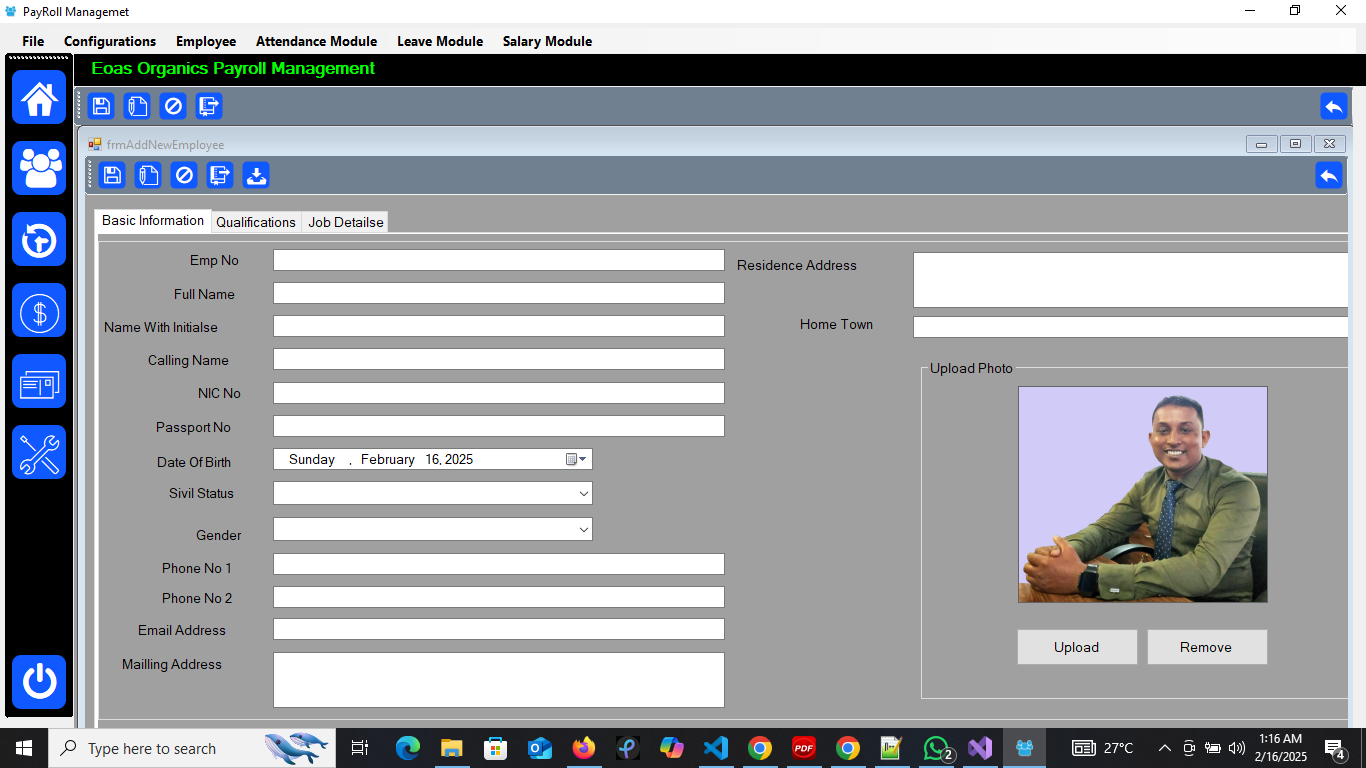 PayRoll Managemet
File Configurations Employee Attendance Module Leave Module Salary Module
Eoas Organics Payroll Management
frmAddNewEmployee
Basic Information Qualifications Job Detailse
Emp No
Full Name
Name With Initialse
Calling Name
NIC No
Passport No
Date Of Birth Sunday , February 16, 2025
Sivil Status
Gender
Phone No 1
Phone No 2
Email Address
Mailling Address
Residence Address
Home Town
Upload Photo
Upload Remove
Type here to search
PDF
2
27°C
1:16 AM
2/16/2025
4